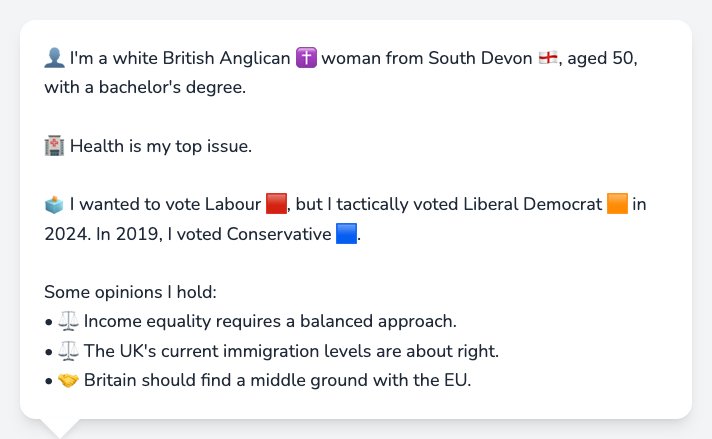 👤 I'm a white British Anglican ✝️ woman from South Devon 🏴󠁧󠁢󠁥󠁮󠁧󠁿, aged 50,
with a bachelor's degree.
🏥 Health is my top issue.
🗳️ I wanted to vote Labour 🟥, but I tactically voted Liberal Democrat 🟧 in
2024. In 2019, I voted Conservative 🟦.
Some opinions I hold:
• ⚖️ Income equality requires a balanced approach.
• ⚖️ The UK's current immigration levels are about right.
• 🤝 Britain should find a middle ground with the EU.